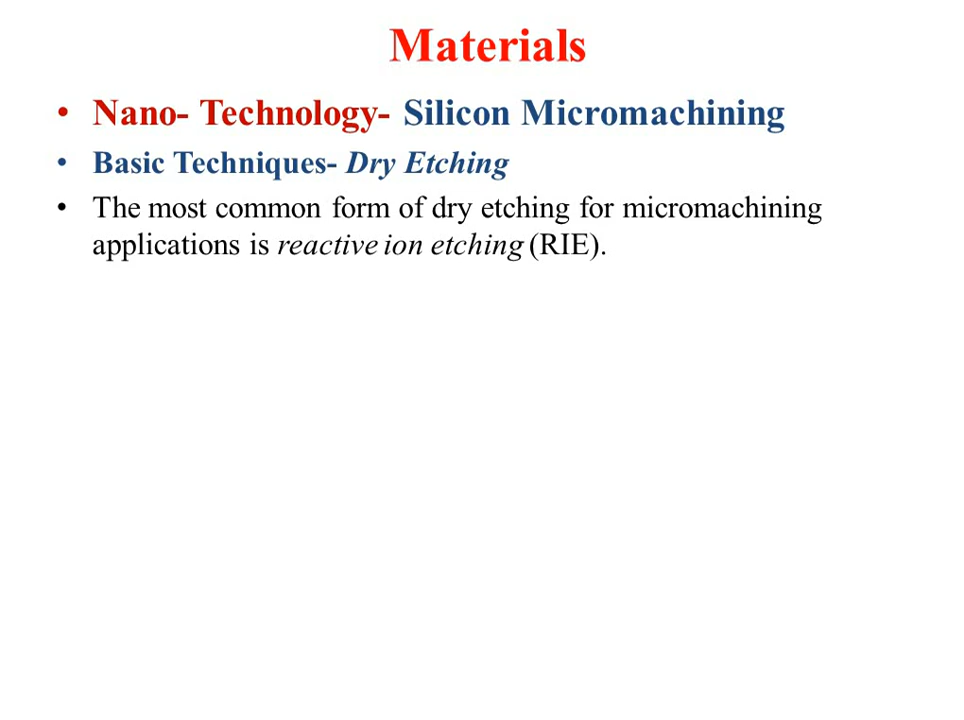 Materials
• Nano- Technology- Silicon Micromachining
• Basic Techniques- Dry Etching
• The most common form of dry etching for micromachining
applications is reactive ion etching (RIE).